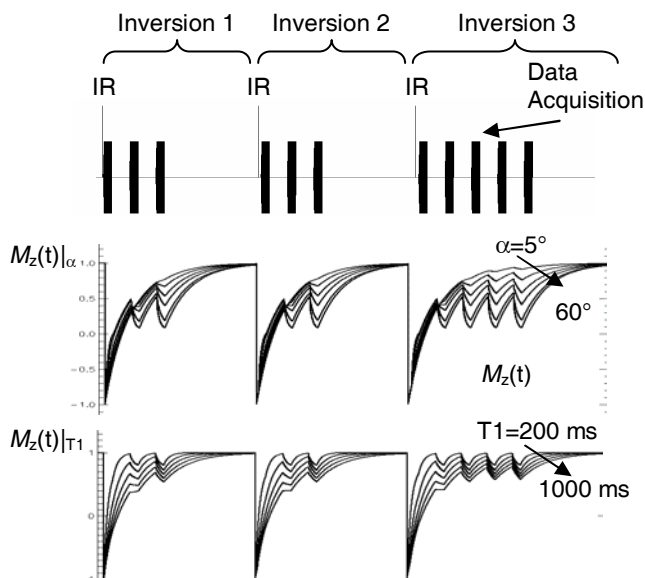 Inversion 1 Inversion 2 Inversion 3
IR IR IR Data
Acquisition
Mz(t)|α 1.0 α=5°
0.5 60°
0.0
−0.5 Mz(t)
−1.0
Mz(t)|T1 T1=200 ms
1 1000 ms
0